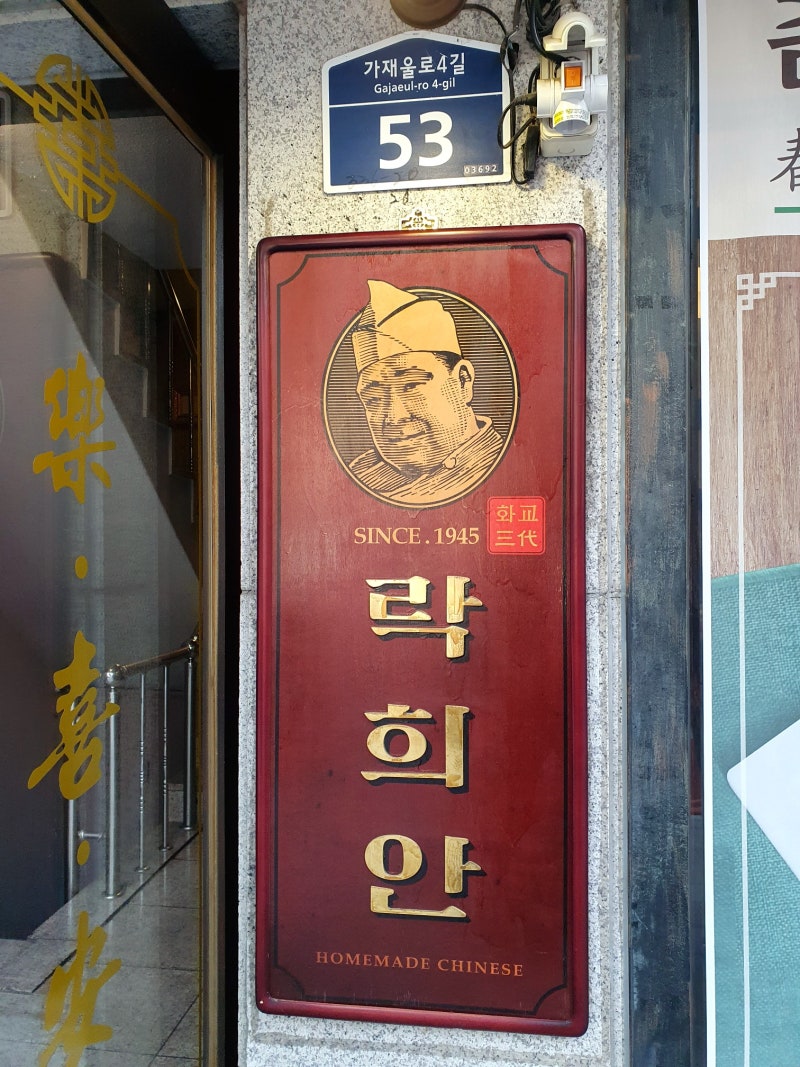 가재울로4길
Gajaeul-ro 4-gil
53
03692
SINCE . 1945
화교
三代
락희안
HOMEMADE CHINESE
樂·喜·安
春